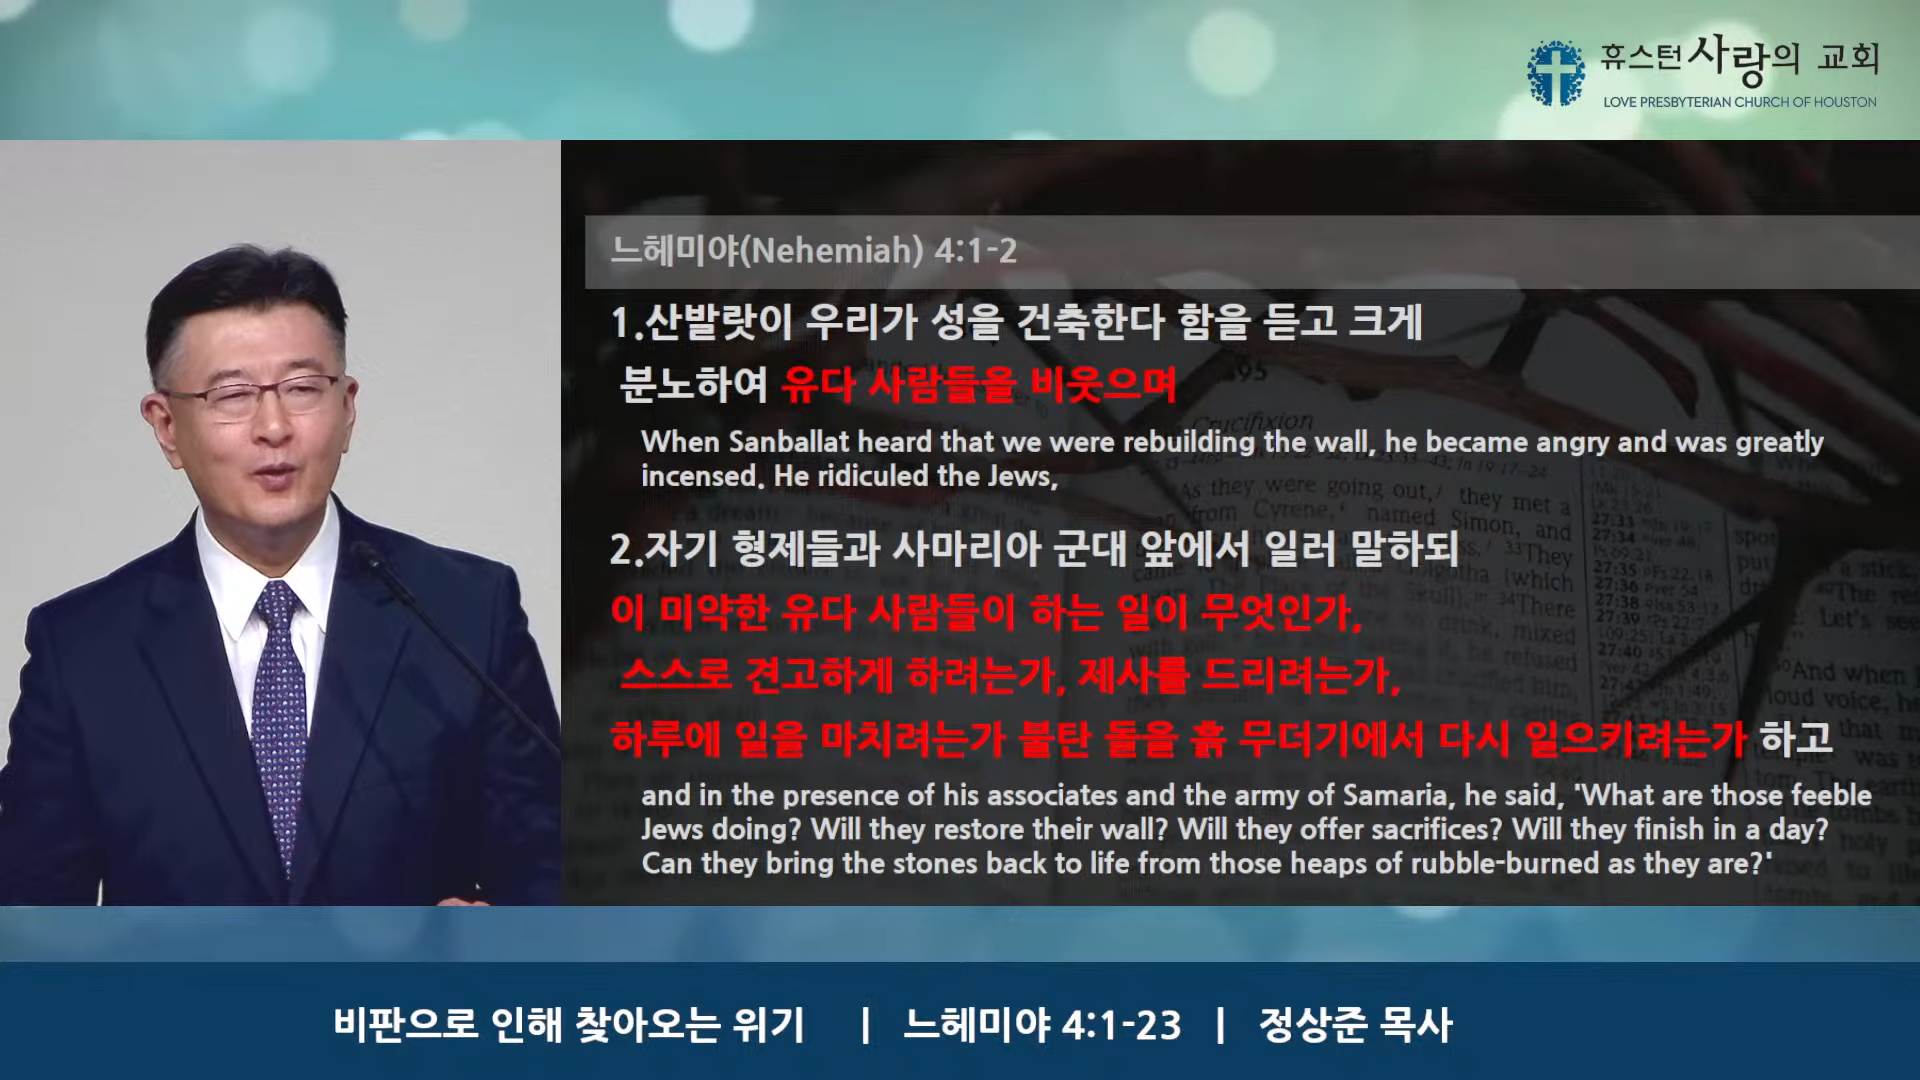 휴스턴 사랑의 교회
LOVE PRESBYTERIAN CHURCH OF HOUSTON
느헤미야(Nehemiah) 4:1-2
1.산발랏이 우리가 성을 건축한다 함을 듣고 크게
분노하여 유다 사람들을 비웃으며
When Sanballat heard that we were rebuilding the wall, he became angry and was greatly
incensed. He ridiculed the Jews,
2.자기 형제들과 사마리아 군대 앞에서 일러 말하되
이 미약한 유다 사람들이 하는 일이 무엇인가,
스스로 견고하게 하려는가, 제사를 드리려는가,
하루에 일을 마치려는가 불탄 돌을 흙 무더기에서 다시 일으키려는가 하고
and in the presence of his associates and the army of Samaria, he said, 'What are those feeble
Jews doing? Will they restore their wall? Will they offer sacrifices? Will they finish in a day?
Can they bring the stones back to life from those heaps of rubble-burned as they are?'
비판으로 인해 찾아오는 위기 | 느헤미야 4:1-23 | 정상준 목사